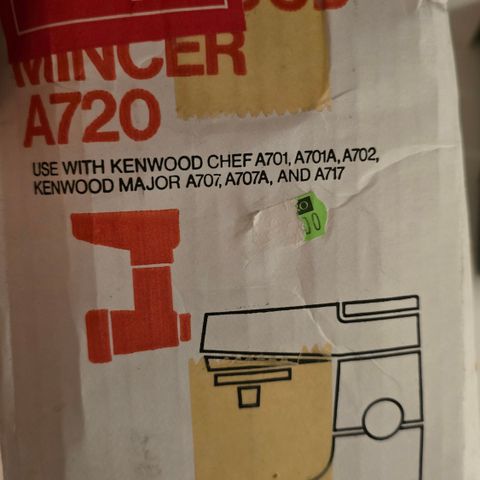 MINCER
A720
USE WITH KENWOOD CHEF A701, A701A, A702,
KENWOOD MAJOR A707, A707A, AND A717